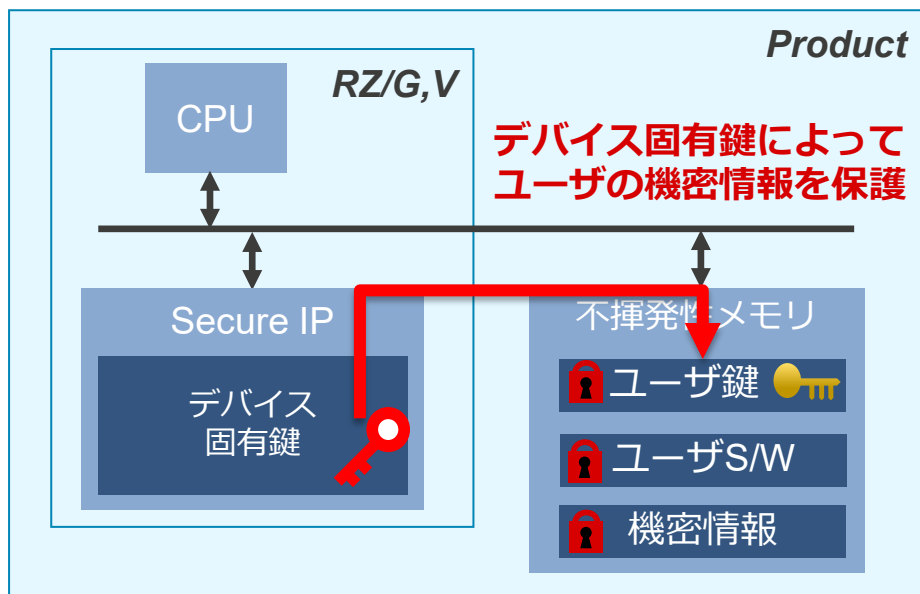 Product
RZ/G,V
CPU
デバイス固有鍵によって
ユーザの機密情報を保護
Secure IP
デバイス
固有鍵
不揮発性メモリ
ユーザ鍵
ユーザS/W
機密情報